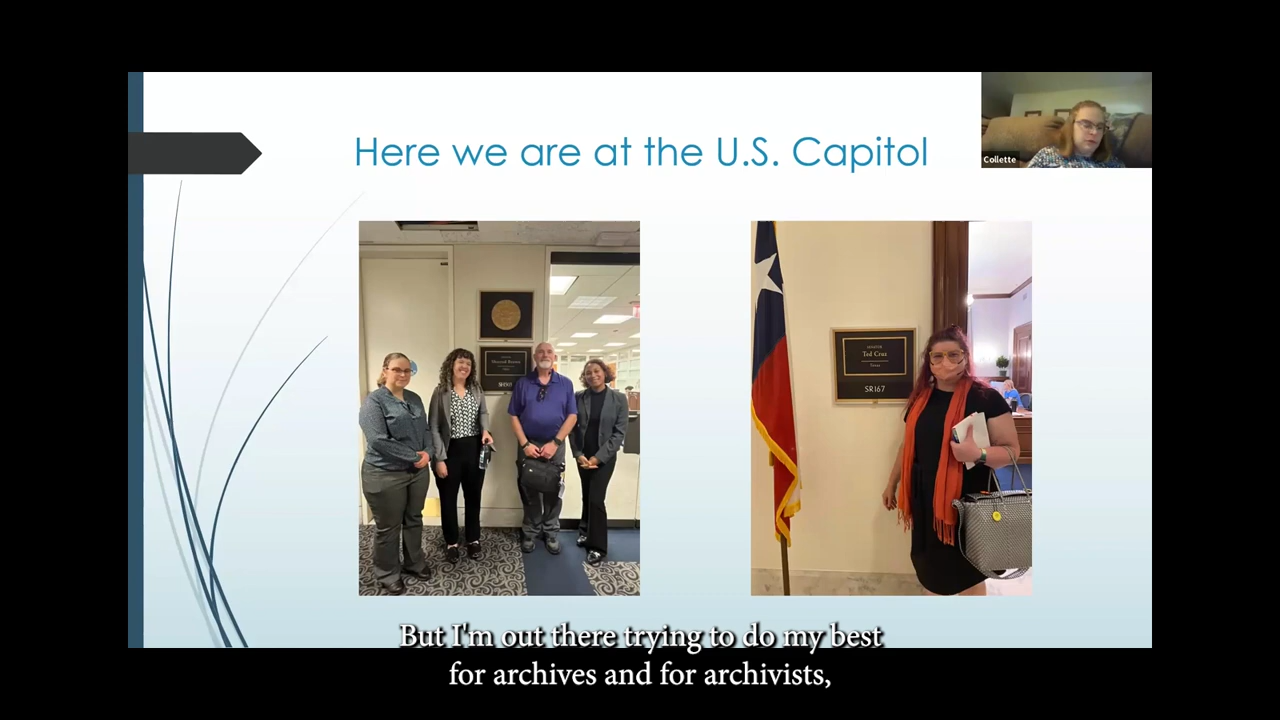 Here we are at the U.S. Capitol
Collette
SENATOR
Ted Cruz
Texas
SR167
But I'm out there trying to do my best
for archives and for archivists,